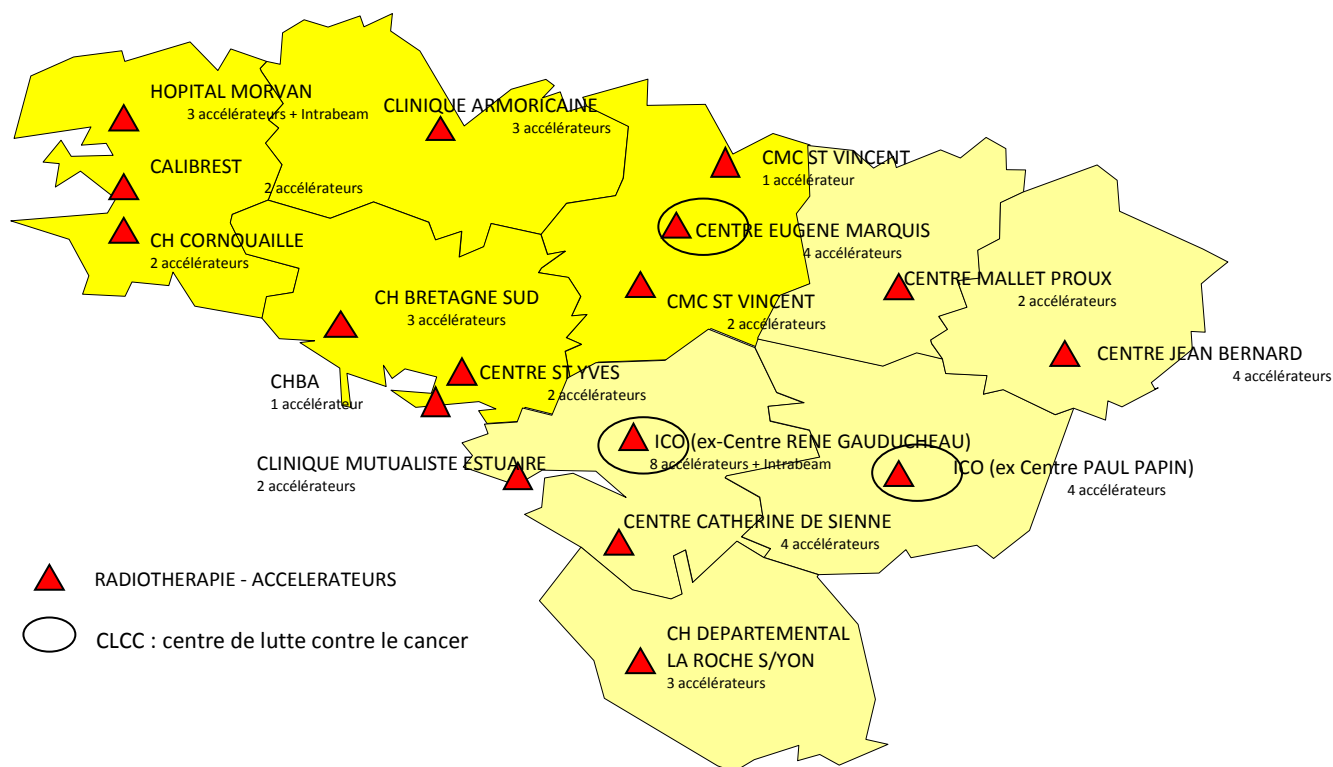 HOPITAL MORVAN
3 accélérateurs + Intrabeam
CLINIQUE ARMORICAINE
3 accélérateurs
CMC ST VINCENT
1 accélérateur
CALIBREST
2 accélérateurs
CENTRE EUGENE MARQUIS
4 accélérateurs
CH CORNOUAILLE
2 accélérateurs
CENTRE MALLET PROUX
2 accélérateurs
CH BRETAGNE SUD
3 accélérateurs
CMC ST VINCENT
2 accélérateurs
CENTRE JEAN BERNARD
4 accélérateurs
CHBA
1 accélérateur
CENTRE ST YVES
2 accélérateurs
ICO (ex-Centre RENE GAUDUCHEAU)
8 accélérateurs + Intrabeam
CLINIQUE MUTUALISTE ESTUAIRE
2 accélérateurs
ICO (ex Centre PAUL PAPIN)
4 accélérateurs
CENTRE CATHERINE DE SIENNE
4 accélérateurs
RADIOTHERAPIE - ACCELERATEURS
CLCC : centre de lutte contre le cancer
CH DEPARTEMENTAL
LA ROCHE S/YON
3 accélérateurs